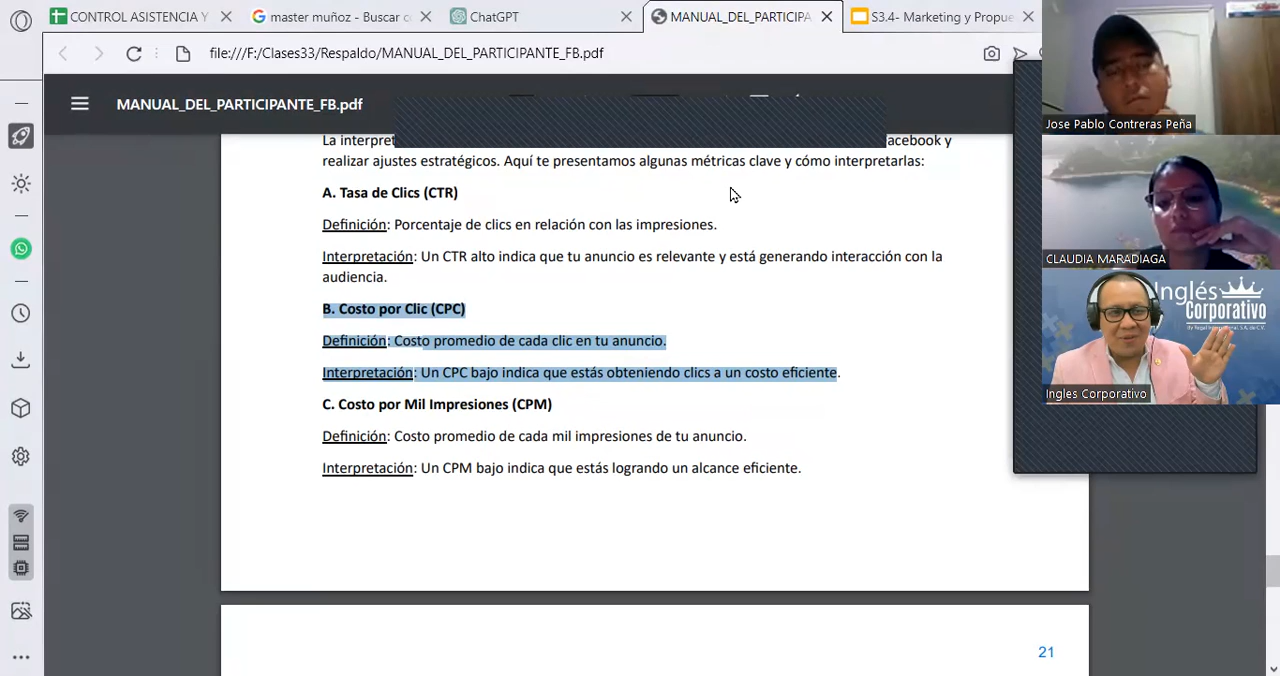 CONTROL ASISTENCIA Y
master muñoz - Buscar c
ChatGPT
MANUAL_DEL_PARTICIPA
S3.4- Marketing y Propue
file:///F:/Clases33/Respaldo/MANUAL_DEL_PARTICIPANTE_FB.pdf
MANUAL_DEL_PARTICIPANTE_FB.pdf
La interpret
acebook y
realizar ajustes estratégicos. Aquí te presentamos algunas métricas clave y cómo interpretarlas:
A. Tasa de Clics (CTR)
Definición: Porcentaje de clics en relación con las impresiones.
Interpretación: Un CTR alto indica que tu anuncio es relevante y está generando interacción con la
audiencia.
B. Costo por Clic (CPC)
Definición: Costo promedio de cada clic en tu anuncio.
Interpretación: Un CPC bajo indica que estás obteniendo clics a un costo eficiente.
C. Costo por Mil Impresiones (CPM)
Definición: Costo promedio de cada mil impresiones de tu anuncio.
Interpretación: Un CPM bajo indica que estás logrando un alcance eficiente.
21
Jose Pablo Contreras Peña
CLAUDIA MARADIAGA
Inglés
Corporativo
Ingles Corporativo